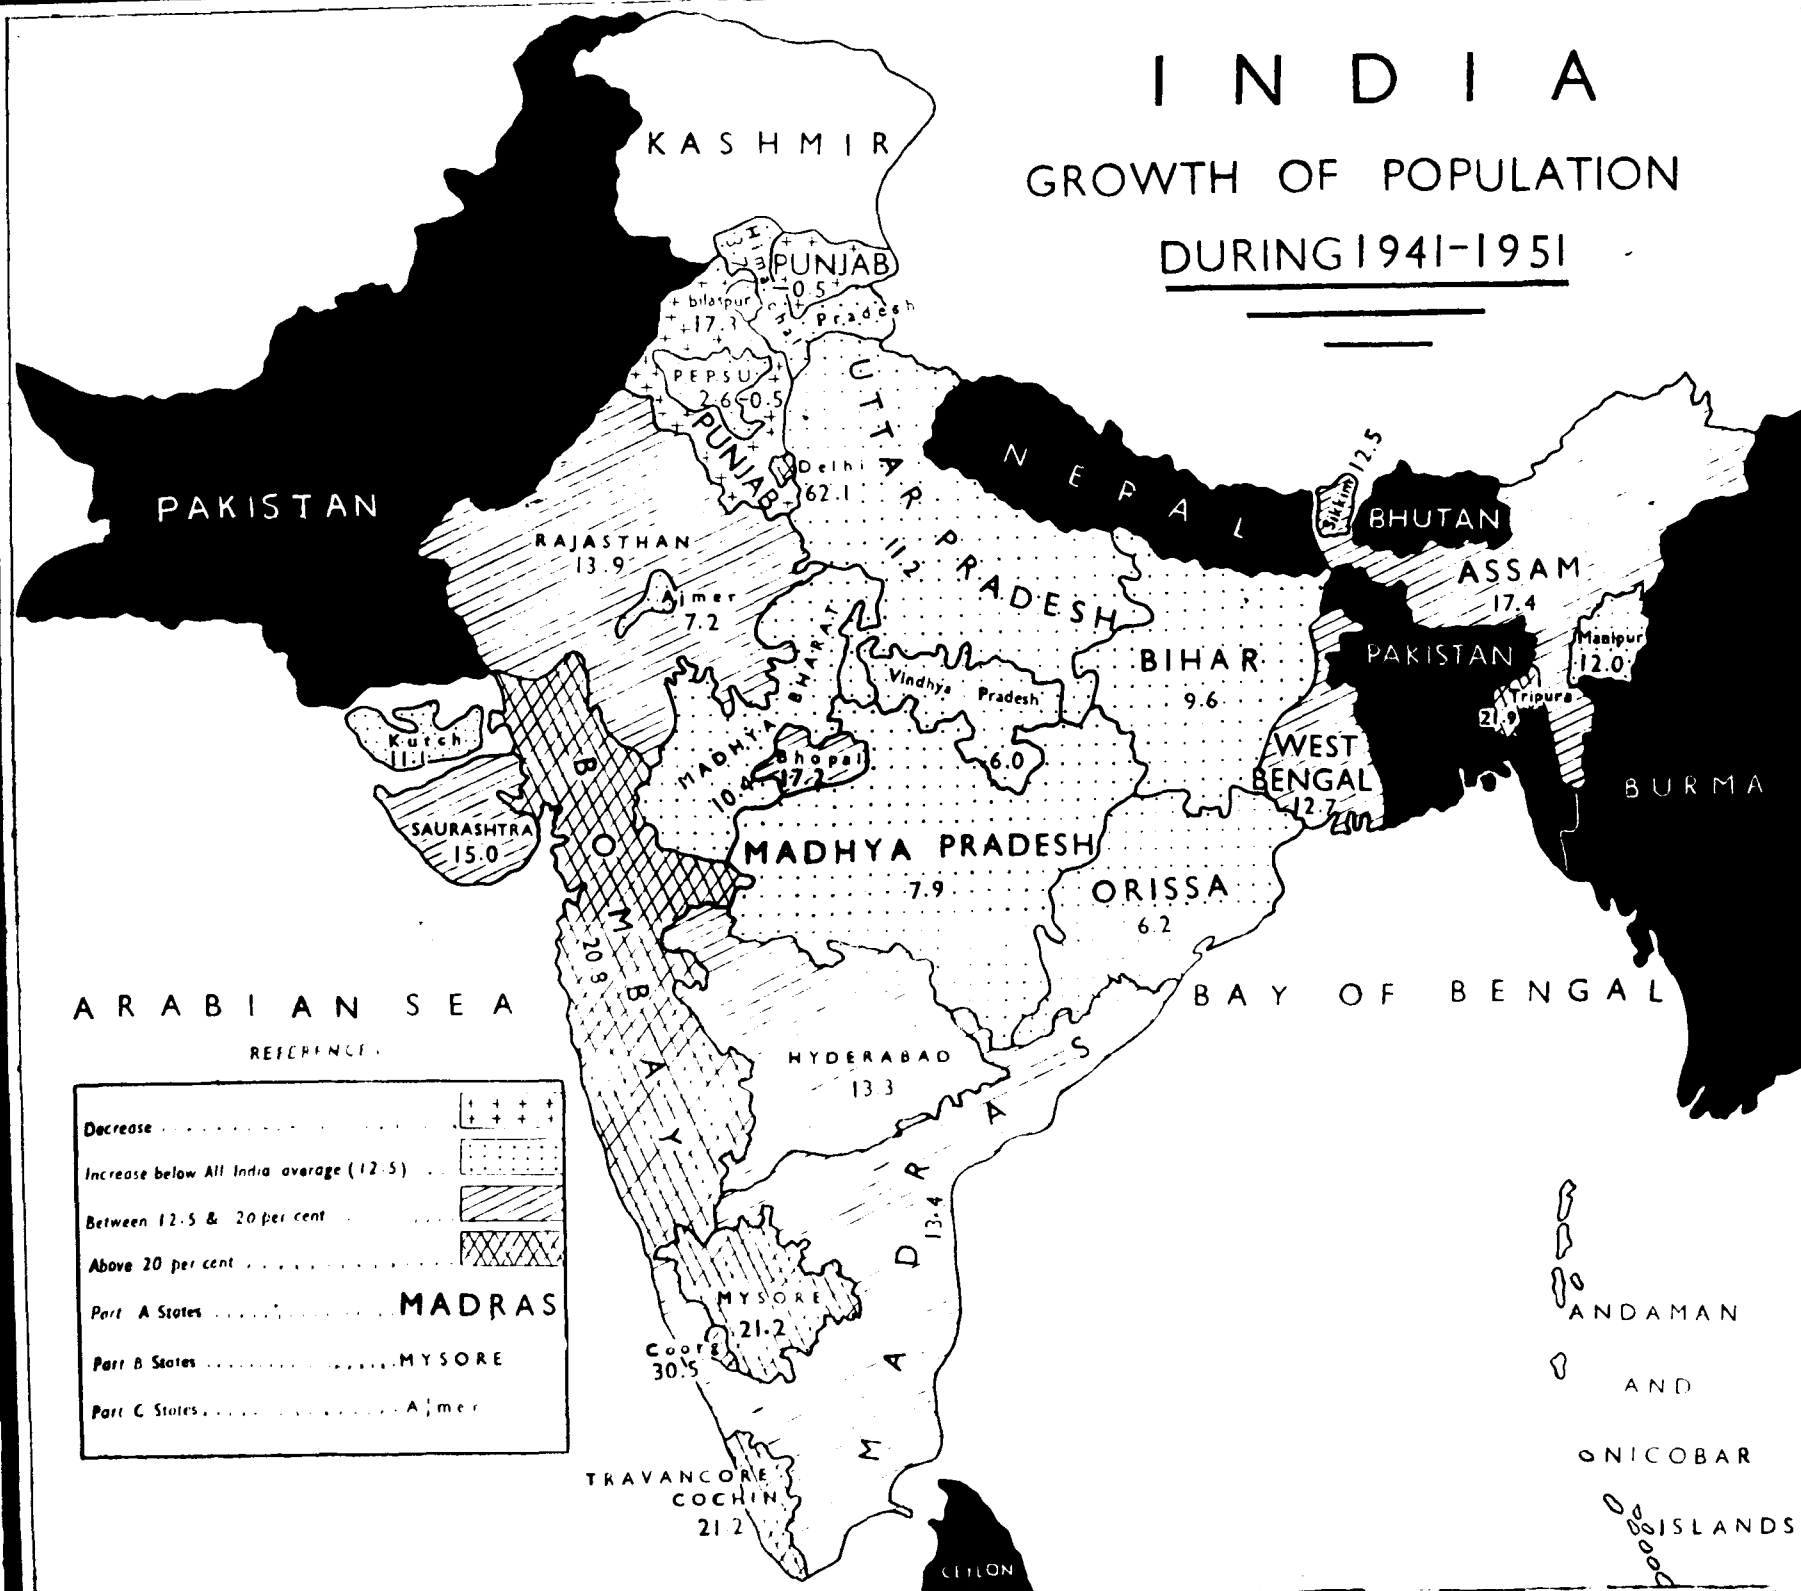 INDIA
GROWTH OF POPULATION
DURING 1941-1951
KASHMIR
PUNJAB
-0.5
bilaspur
17.3
Pradesh
PEPSU
2.6
-0.5
PUNJAB
Delhi
62.1
UTTAR PRADESH
11.2
NEPAL
Sikkim
12.5
BHUTAN
PAKISTAN
RAJASTHAN
13.9
Ajmer
7.2
ASSAM
17.4
Manipur
12.0
PAKISTAN
Tripura
21.9
BIHAR
9.6
Vindhya Pradesh
6.0
MADHYA BHARAT
10.4
Bhopal
17.2
Kutch
11.1
SAURASHTRA
15.0
WEST
BENGAL
12.7
BURMA
MADHYA PRADESH
7.9
ORISSA
6.2
BOMBAY
20.8
ARABIAN SEA
BAY OF BENGAL
HYDERABAD
13.3
MADRAS
13.4
MYSORE
21.2
Coorg
30.5
TRAVANCORE
COCHIN
21.2
CEYLON
ANDAMAN
AND
NICOBAR
ISLANDS
REFERENCE.
Decrease
Increase below All India average (12.5)
Between 12.5 & 20 per cent
Above 20 per cent
Part A States MADRAS
Part B States MYSORE
Part C States Ajmer